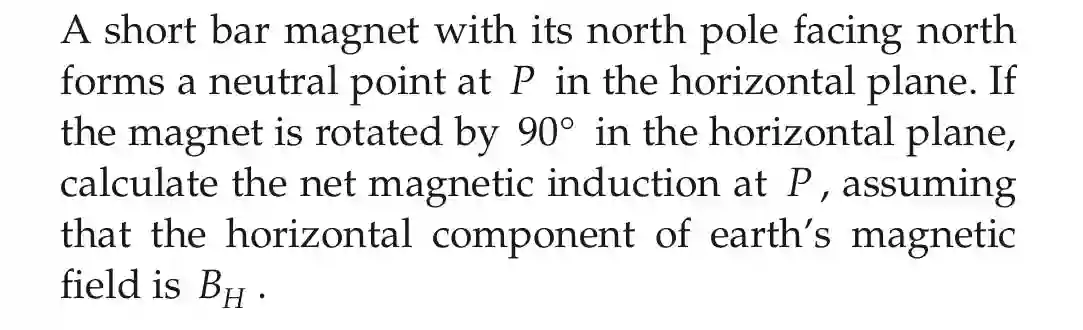 A short bar magnet with its north pole facing north
forms a neutral point at P in the horizontal plane. If
the magnet is rotated by 90° in the horizontal plane,
calculate the net magnetic induction at P, assuming
that the horizontal component of earth's magnetic
field is B_H.